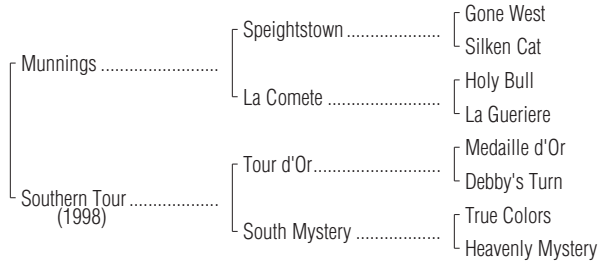 Gone West
Speightstown
Silken Cat
Munnings
Holy Bull
La Comete
La Gueriere
Medaille d'Or
Tour d'Or
Debby's Turn
Southern Tour
(1998)
True Colors
South Mystery
Heavenly Mystery